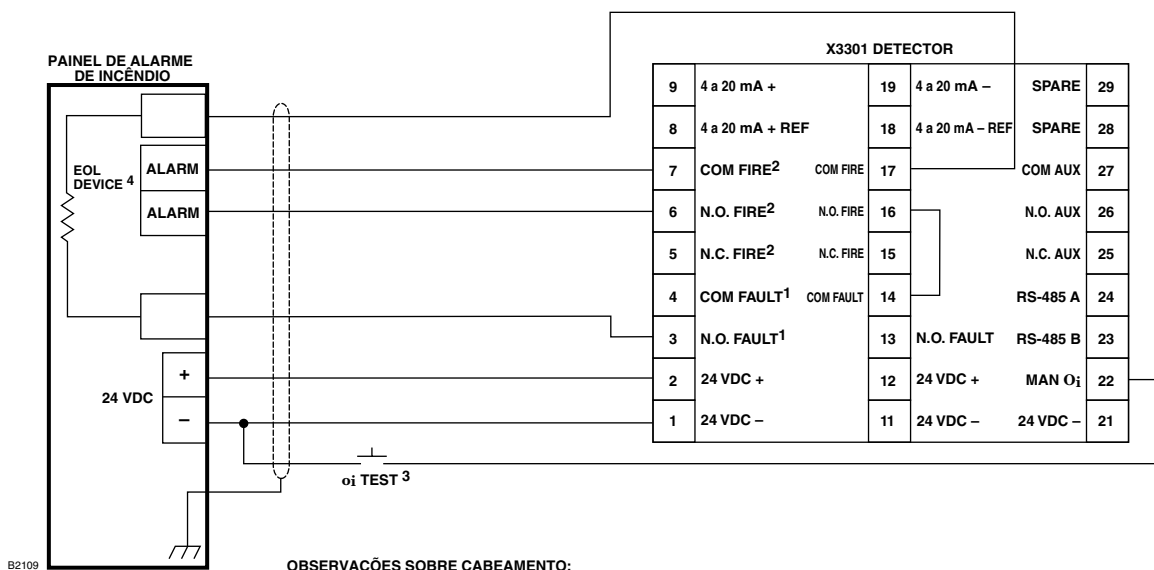 X3301 DETECTOR
PAINEL DE ALARME
DE INCÊNDIO
EOL
DEVICE 4
ALARM
ALARM
24 VDC
+
–
9 4 a 20 mA + 19 4 a 20 mA – SPARE 29
8 4 a 20 mA + REF 18 4 a 20 mA – REF SPARE 28
7 COM FIRE2 COM FIRE 17 COM AUX 27
6 N.O. FIRE2 N.O. FIRE 16 N.O. AUX 26
5 N.C. FIRE2 N.C. FIRE 15 N.C. AUX 25
4 COM FAULT1 COM FAULT 14 RS-485 A 24
3 N.O. FAULT1 13 N.O. FAULT RS-485 B 23
2 24 VDC + 12 24 VDC + MAN Oi 22
1 24 VDC – 11 24 VDC – 24 VDC – 21
oi TEST 3
B2109
OBSERVAÇÕES SOBRE CABEAMENTO: